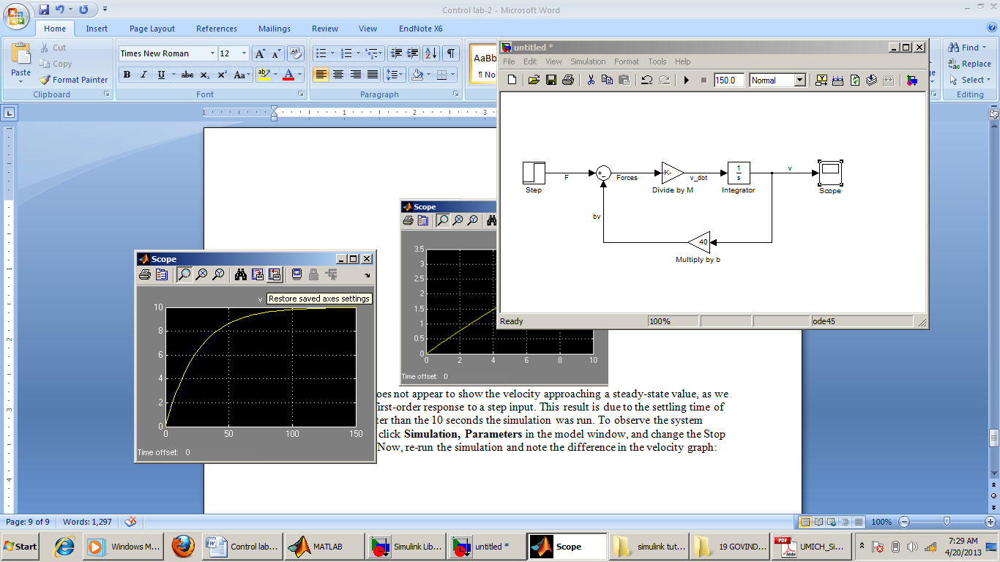 Control lab-2 - Microsoft Word
Home Insert Page Layout References Mailings Review View EndNote X6
Paste
Cut
Copy
Format Painter
Clipboard
Times New Roman 12
Font
Paragraph
AaBb
¶ No
Find
Replace
Select
Editing
untitled *
File Edit View Simulation Format Tools Help
150.0 Normal
Step
F
Forces
-K-
Divide by M
v_dot
1
s
Integrator
v
Scope
bv
40
Multiply by b
Ready 100% ode45
Scope
3.5
3
2.5
2
1.5
1
0.5
0
0 2 4 6 8 10
Time offset: 0
Scope
Restore saved axes settings
v
10
8
6
4
2
0
0 50 100 150
Time offset: 0
oes not appear to show the velocity approaching a steady-state value, as we
first-order response to a step input. This result is due to the settling time of
ter than the 10 seconds the simulation was run. To observe the system
click Simulation, Parameters in the model window, and change the Stop
Now, re-run the simulation and note the difference in the velocity graph:
Page: 9 of 9 Words: 1,297 100%
Start Windows M... Control lab... MATLAB Simulink Lib... untitled * Scope simulink tut... 19 GOVIND... UMICH_Si...
7:29 AM
4/20/2013